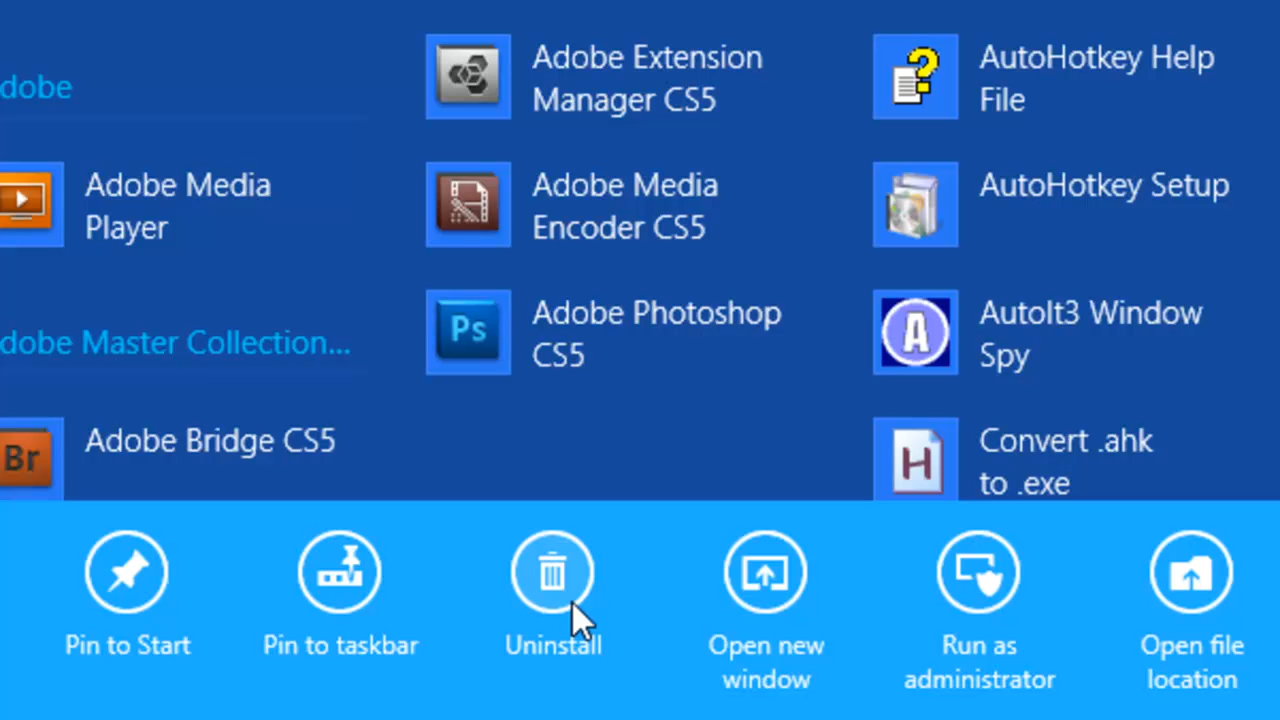 dobe
Adobe Media
Player
dobe Master Collection...
Br
Adobe Bridge CS5
Adobe Extension
Manager CS5
Adobe Media
Encoder CS5
Ps
Adobe Photoshop
CS5
?
AutoHotkey Help
File
AutoHotkey Setup
A
AutoIt3 Window
Spy
H
Convert .ahk
to .exe
Pin to Start
Pin to taskbar
Uninstall
Open new
window
Run as
administrator
Open file
location